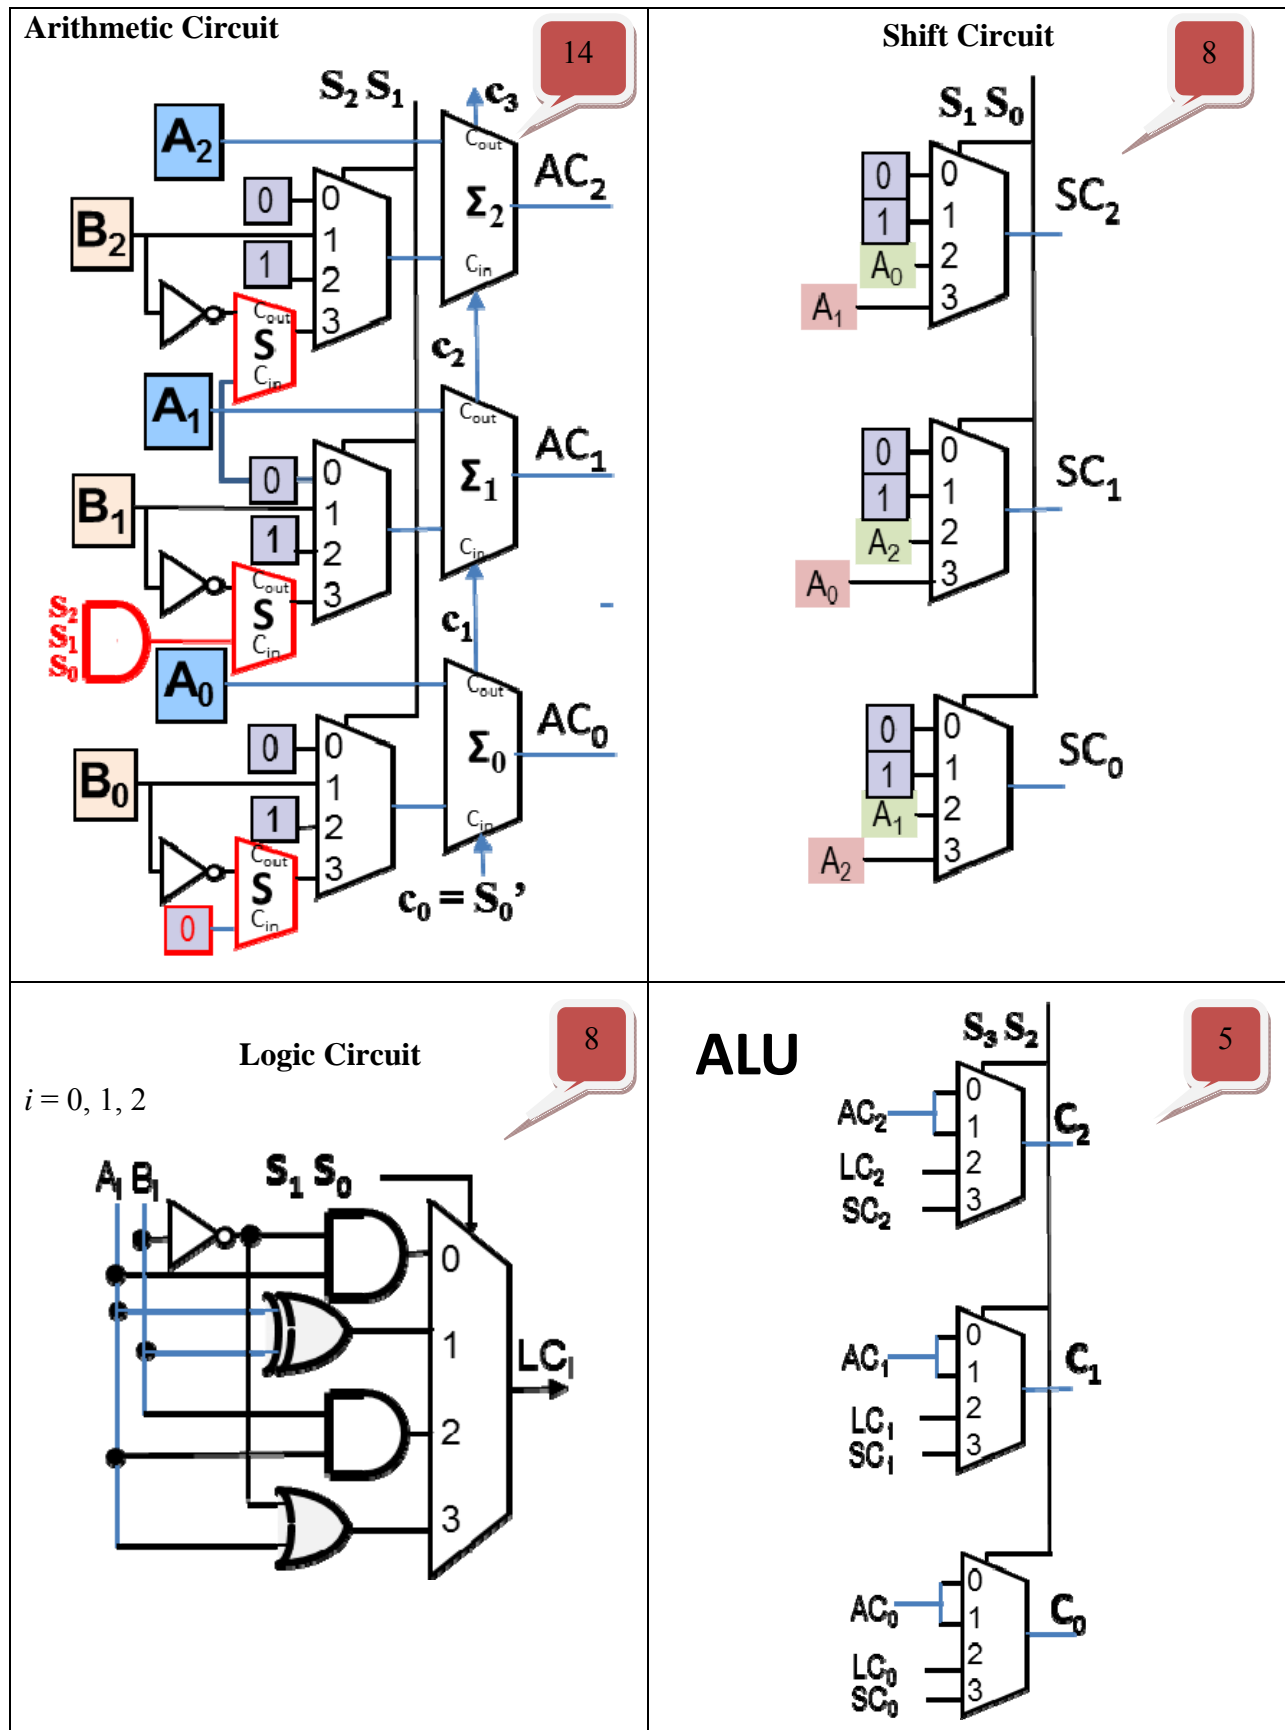 Arithmetic Circuit
14
S₂ S₁
c₃
A₂
Cout
AC₂
0
0
Σ₂
B₂
1
1
2
Cin
Cout
3
S
Cin
c₂
A₁
Cout
AC₁
0
0
Σ₁
B₁
1
1
2
Cin
Cout
3
S
S₂
S₁
S₀
Cin
c₁
A₀
Cout
AC₀
0
0
Σ₀
B₀
1
1
2
Cin
Cout
3
S
0
Cin
c₀ = S₀’
Shift Circuit
8
S₁ S₀
0
0
SC₂
1
1
A₀
2
A₁
3
0
0
SC₁
1
1
A₂
2
A₀
3
0
0
SC₀
1
1
A₁
2
A₂
3
Logic Circuit
8
i = 0, 1, 2
Aᵢ Bᵢ
S₁ S₀
0
1
LCᵢ
2
3
ALU
5
S₃ S₂
0
AC₂
1
C₂
LC₂
2
SC₂
3
0
AC₁
1
C₁
LC₁
2
SC₁
3
0
AC₀
1
C₀
2
LC₀
3
SC₀